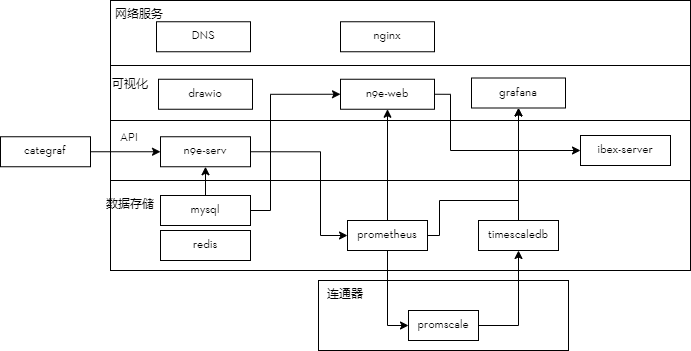 网络服务
DNS
nginx
可视化
drawio
n9e-web
grafana
API
categraf
n9e-serv
ibex-server
数据存储
mysql
redis
prometheus
timescaledb
连通器
promscale